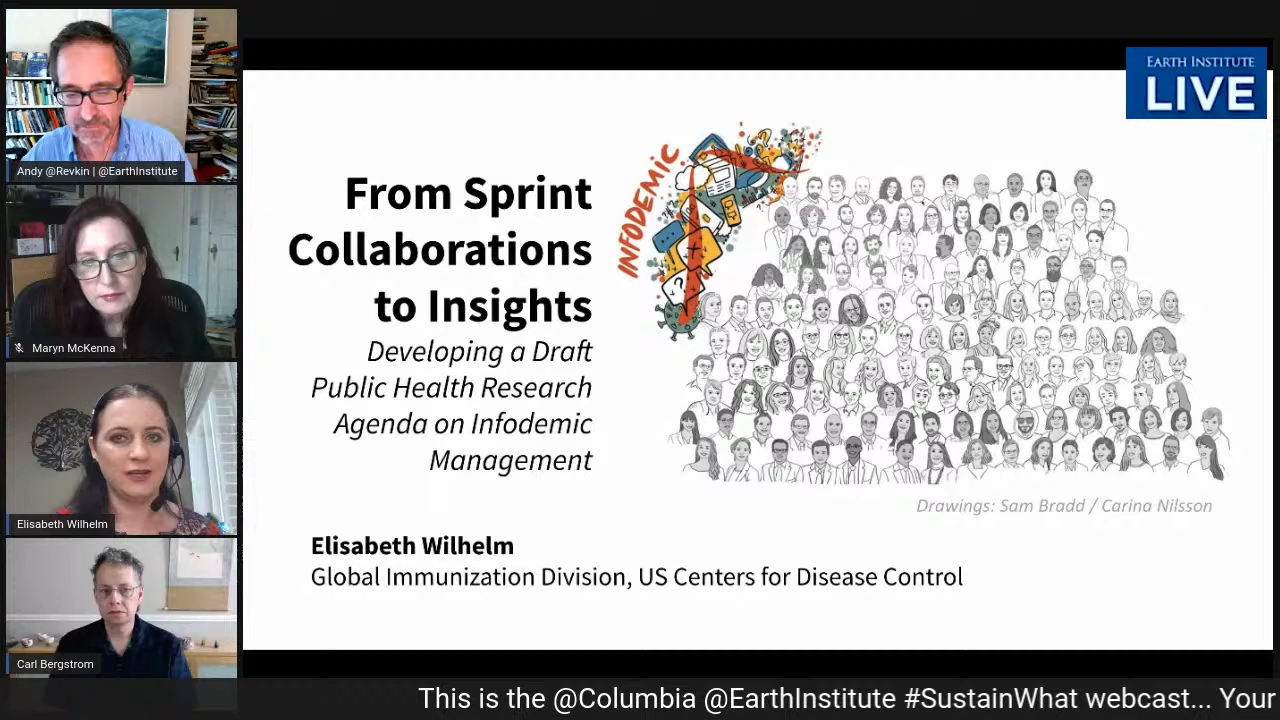 Andy @Revkin | @EarthInstitute
Maryn McKenna
Elisabeth Wilhelm
Carl Bergstrom
EARTH INSTITUTE
LIVE
From Sprint
Collaborations
to Insights
Developing a Draft
Public Health Research
Agenda on Infodemic
Management
INFODEMIC
Drawings: Sam Bradd / Carina Nilsson
Elisabeth Wilhelm
Global Immunization Division, US Centers for Disease Control
This is the @Columbia @EarthInstitute #SustainWhat webcast... Your